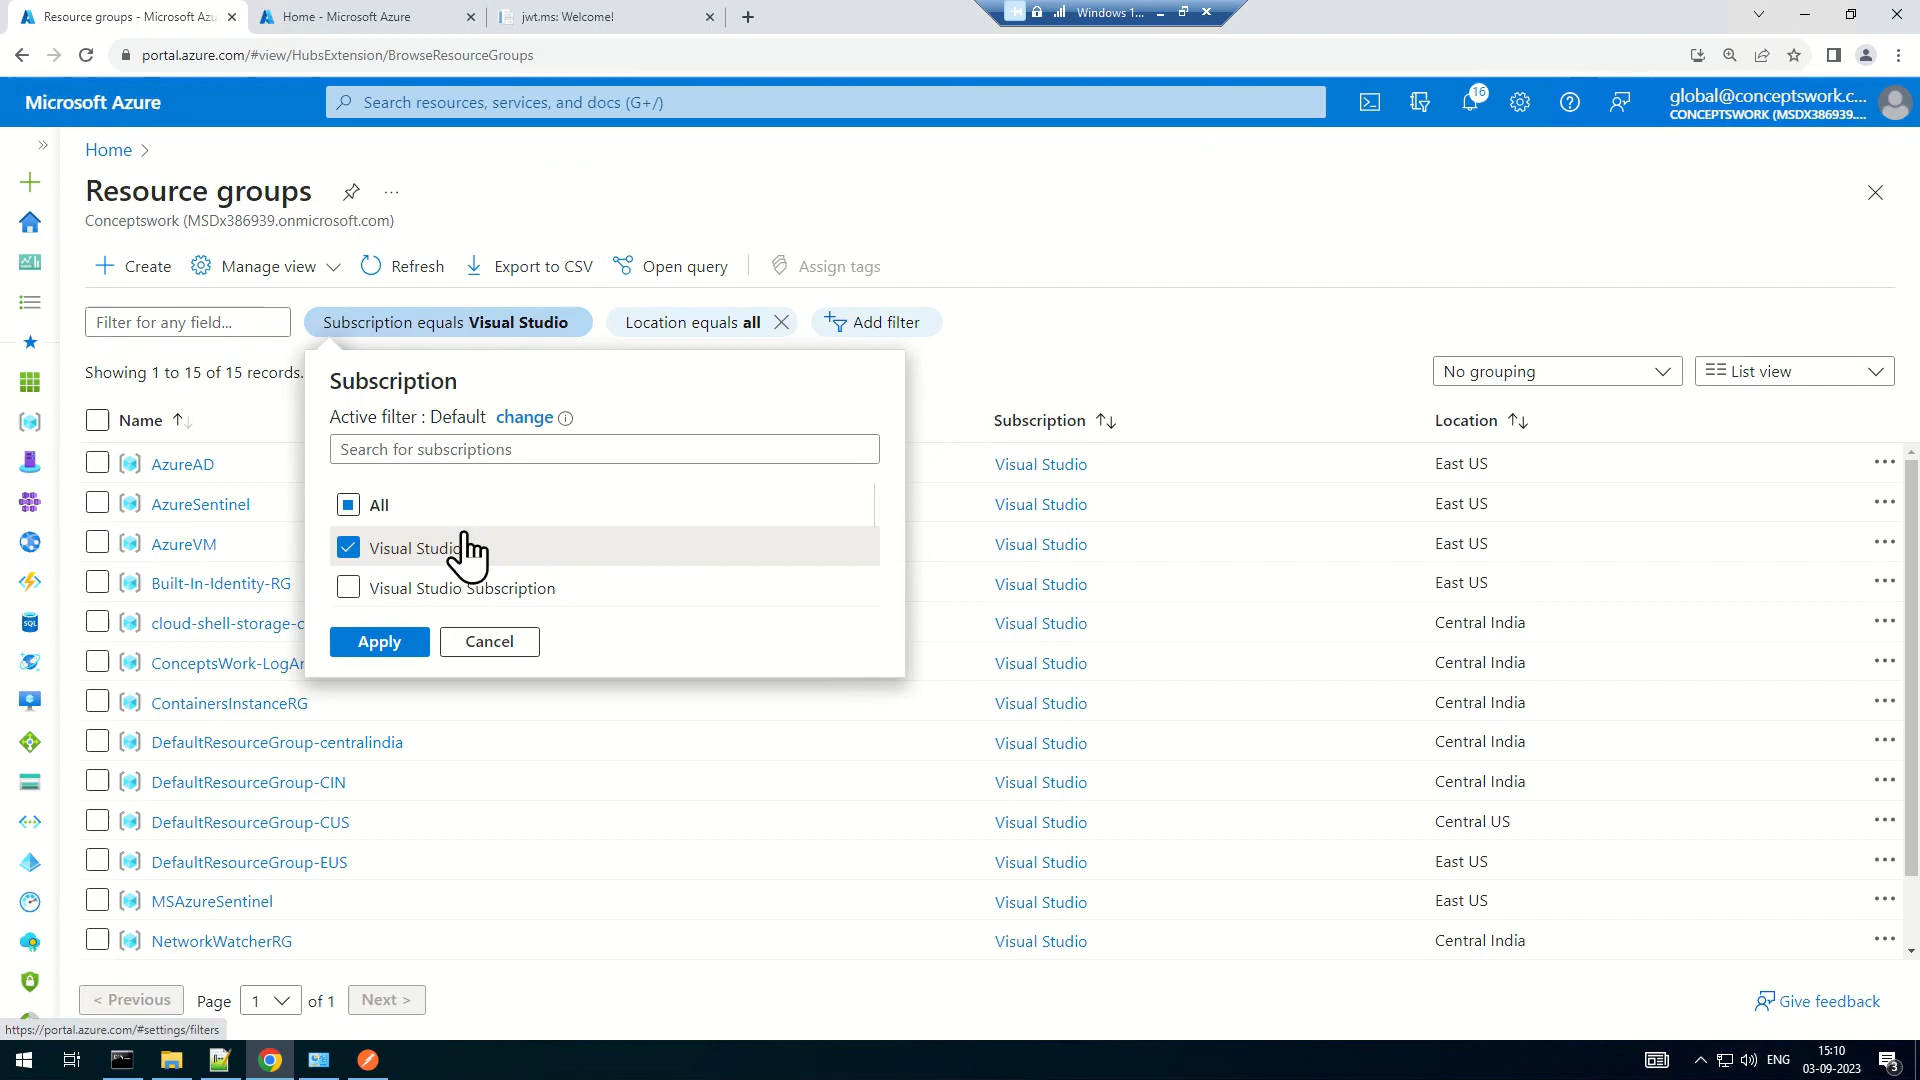 Resource groups - Microsoft Azu
Home - Microsoft Azure
jwt.ms: Welcome!
Windows 1...
portal.azure.com/#view/HubsExtension/BrowseResourceGroups
Microsoft Azure
Search resources, services, and docs (G+/)
16
global@conceptswork.c...
CONCEPTSWORK (MSDX386939....
Home
Resource groups
...
Conceptswork (MSDx386939.onmicrosoft.com)
Create
Manage view
Refresh
Export to CSV
Open query
Assign tags
Filter for any field...
Subscription equals Visual Studio
Location equals all
Add filter
Showing 1 to 15 of 15 records.
No grouping
List view
Subscription
Active filter : Default change
Search for subscriptions
All
Visual Studio
Visual Studio Subscription
Apply
Cancel
Name
Subscription
Location
AzureAD
Visual Studio
East US
AzureSentinel
Visual Studio
East US
AzureVM
Visual Studio
East US
Built-In-Identity-RG
Visual Studio
East US
cloud-shell-storage-c
Visual Studio
Central India
ConceptsWork-LogAn
Visual Studio
Central India
ContainersInstanceRG
Visual Studio
Central India
DefaultResourceGroup-centralindia
Visual Studio
Central India
DefaultResourceGroup-CIN
Visual Studio
Central India
DefaultResourceGroup-CUS
Visual Studio
Central US
DefaultResourceGroup-EUS
Visual Studio
East US
MSAzureSentinel
Visual Studio
East US
NetworkWatcherRG
Visual Studio
Central India
< Previous
Page
1
of 1
Next >
Give feedback
https://portal.azure.com/#settings/filters
SQL
ENG
15:10
03-09-2023
3